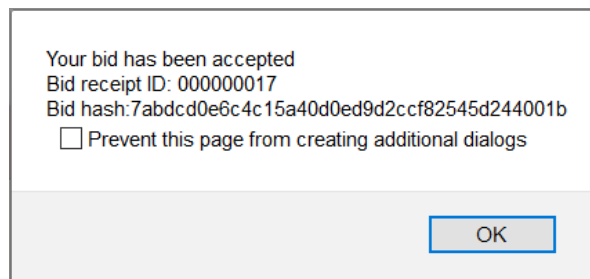 Your bid has been accepted
Bid receipt ID: 000000017
Bid hash:7abdcd0e6c4c15a40d0ed9d2ccf82545d244001b
Prevent this page from creating additional dialogs
OK